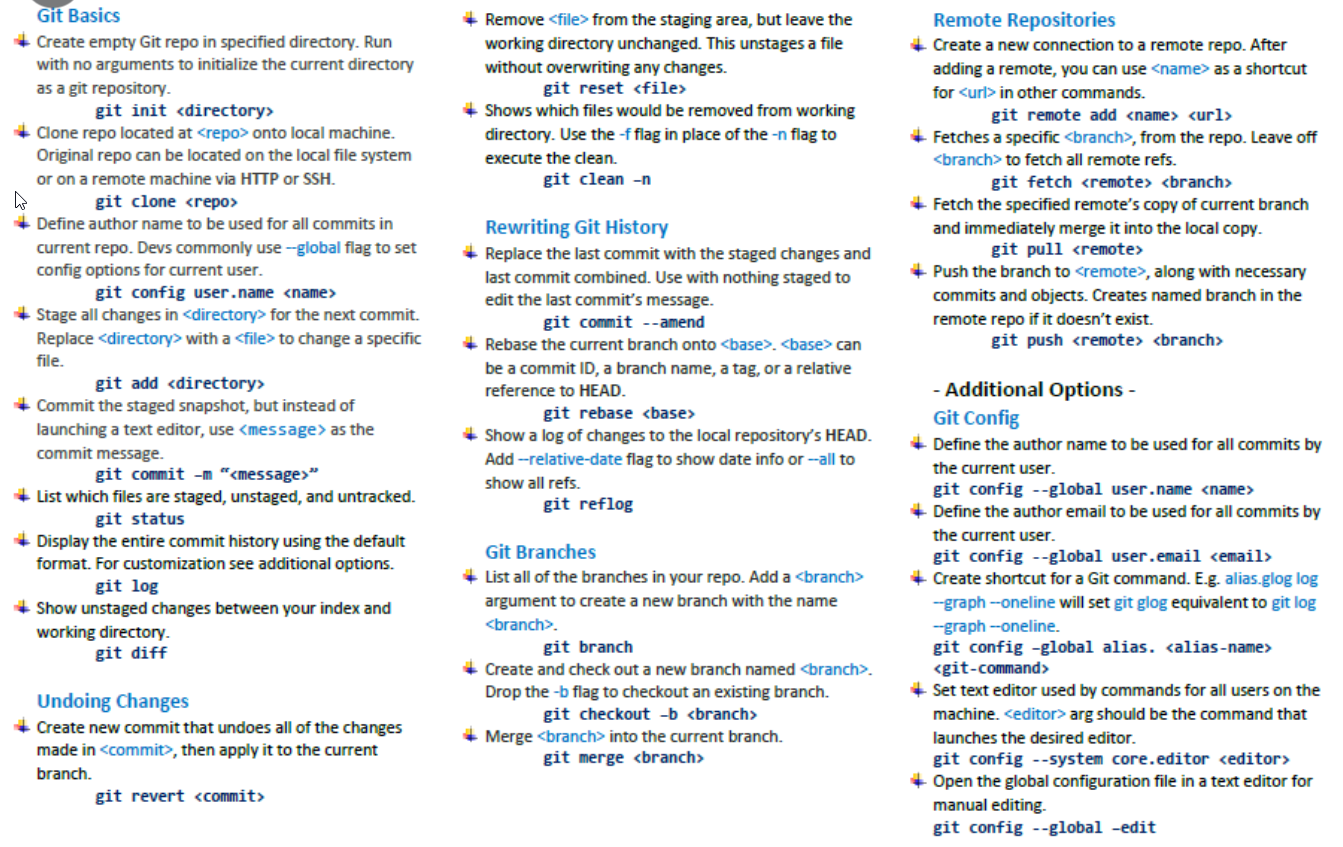 Git Basics
Create empty Git repo in specified directory. Run
with no arguments to initialize the current directory
as a git repository.
git init <directory>
Clone repo located at <repo> onto local machine.
Original repo can be located on the local file system
or on a remote machine via HTTP or SSH.
git clone <repo>
Define author name to be used for all commits in
current repo. Devs commonly use --global flag to set
config options for current user.
git config user.name <name>
Stage all changes in <directory> for the next commit.
Replace <directory> with a <file> to change a specific
file.
git add <directory>
Commit the staged snapshot, but instead of
launching a text editor, use <message> as the
commit message.
git commit –m “<message>”
List which files are staged, unstaged, and untracked.
git status
Display the entire commit history using the default
format. For customization see additional options.
git log
Show unstaged changes between your index and
working directory.
git diff
Undoing Changes
Create new commit that undoes all of the changes
made in <commit>, then apply it to the current
branch.
git revert <commit>
Remove <file> from the staging area, but leave the
working directory unchanged. This unstages a file
without overwriting any changes.
git reset <file>
Shows which files would be removed from working
directory. Use the -f flag in place of the -n flag to
execute the clean.
git clean –n
Rewriting Git History
Replace the last commit with the staged changes and
last commit combined. Use with nothing staged to
edit the last commit’s message.
git commit --amend
Rebase the current branch onto <base>. <base> can
be a commit ID, a branch name, a tag, or a relative
reference to HEAD.
git rebase <base>
Show a log of changes to the local repository’s HEAD.
Add --relative-date flag to show date info or --all to
show all refs.
git reflog
Git Branches
List all of the branches in your repo. Add a <branch>
argument to create a new branch with the name
<branch>.
git branch
Create and check out a new branch named <branch>.
Drop the -b flag to checkout an existing branch.
git checkout –b <branch>
Merge <branch> into the current branch.
git merge <branch>
Remote Repositories
Create a new connection to a remote repo. After
adding a remote, you can use <name> as a shortcut
for <url> in other commands.
git remote add <name> <url>
Fetches a specific <branch>, from the repo. Leave off
<branch> to fetch all remote refs.
git fetch <remote> <branch>
Fetch the specified remote’s copy of current branch
and immediately merge it into the local copy.
git pull <remote>
Push the branch to <remote>, along with necessary
commits and objects. Creates named branch in the
remote repo if it doesn’t exist.
git push <remote> <branch>
- Additional Options -
Git Config
Define the author name to be used for all commits by
the current user.
git config --global user.name <name>
Define the author email to be used for all commits by
the current user.
git config --global user.email <email>
Create shortcut for a Git command. E.g. alias.glog log
--graph --oneline will set git glog equivalent to git log
--graph --oneline.
git config –global alias. <alias-name>
<git-command>
Set text editor used by commands for all users on the
machine. <editor> arg should be the command that
launches the desired editor.
git config --system core.editor <editor>
Open the global configuration file in a text editor for
manual editing.
git config --global –edit